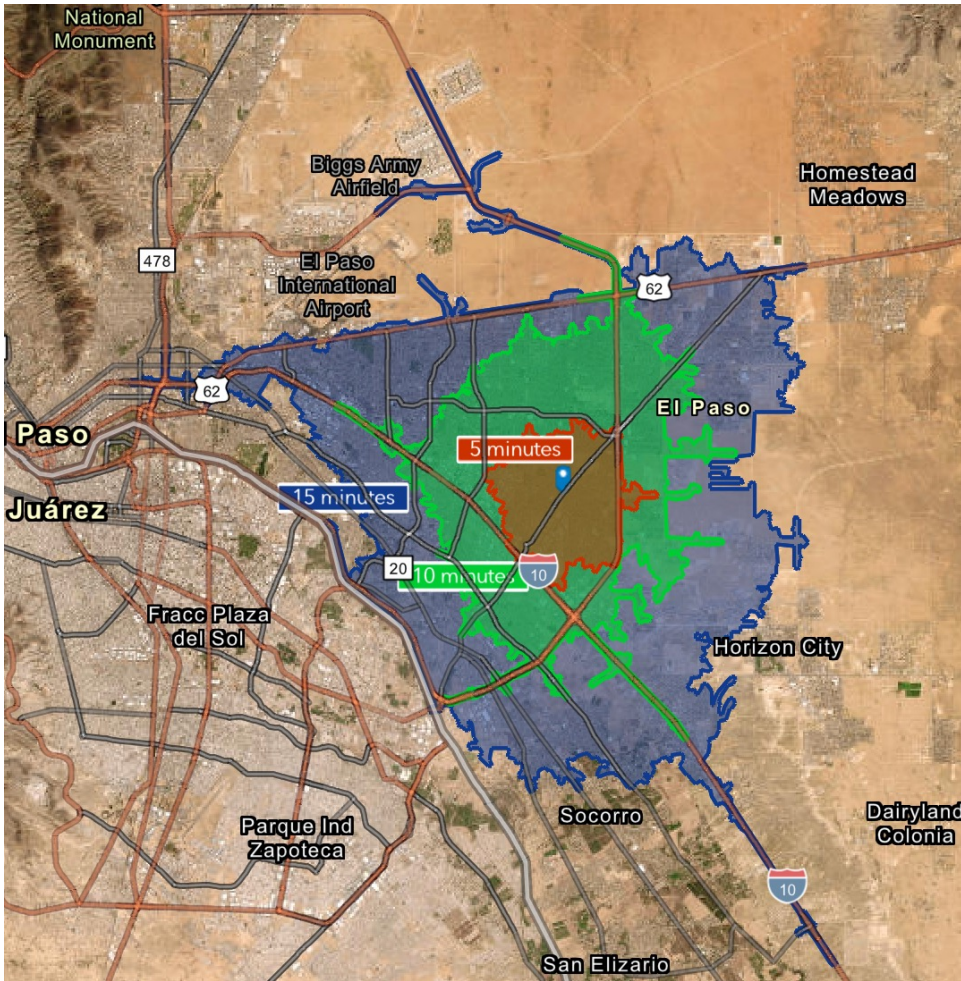 National
Monument
Biggs Army
Airfield
Homestead
Meadows
478
El Paso
International
Airport
62
62
El Paso
Paso
5 minutes
15 minutes
Juárez
20
10 minutes
10
Fracc Plaza
del Sol
Horizon City
Socorro
Parque Ind
Zapoteca
Dairyland
Colonia
10
San Elizario